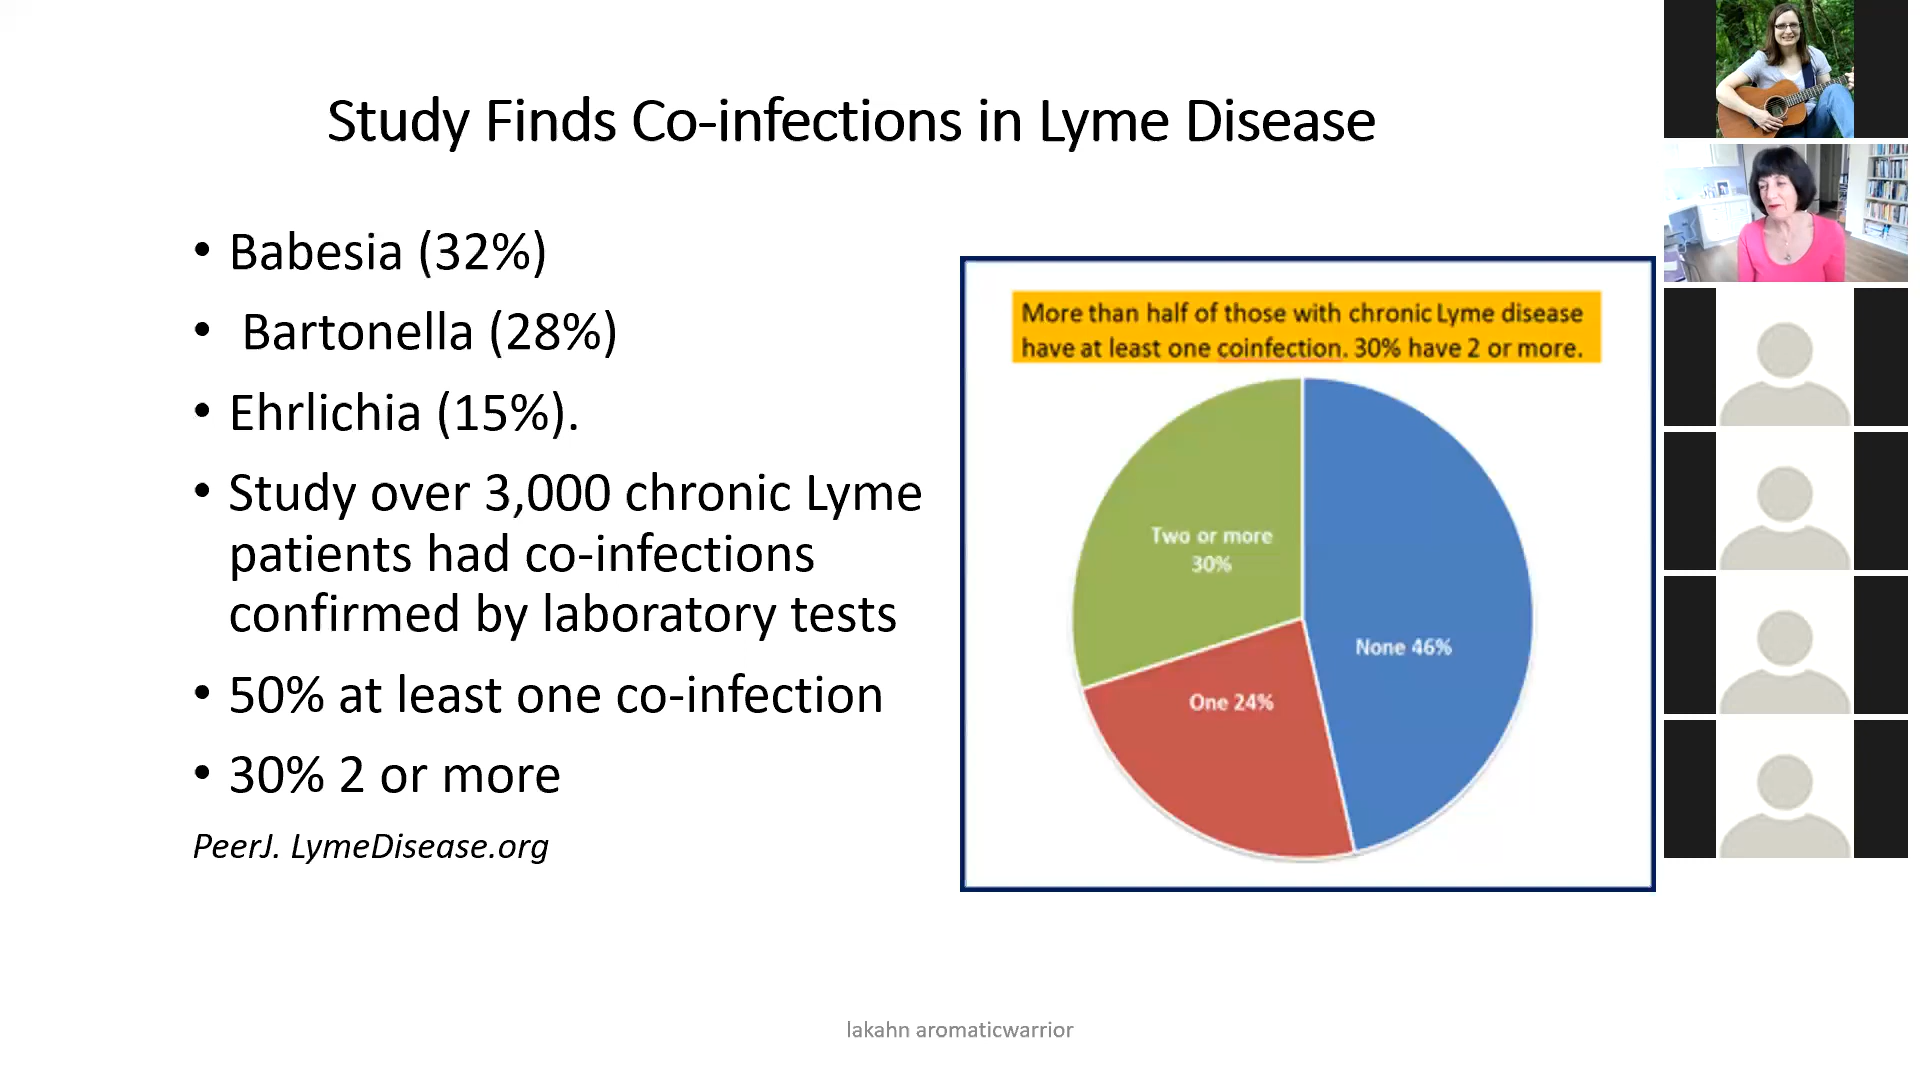 Study Finds Co-infections in Lyme Disease
• Babesia (32%)
• Bartonella (28%)
• Ehrlichia (15%).
• Study over 3,000 chronic Lyme
patients had co-infections
confirmed by laboratory tests
• 50% at least one co-infection
• 30% 2 or more
PeerJ. LymeDisease.org
More than half of those with chronic Lyme disease
have at least one coinfection. 30% have 2 or more.
Two or more
30%
None 46%
One 24%
lakahn aromaticwarrior